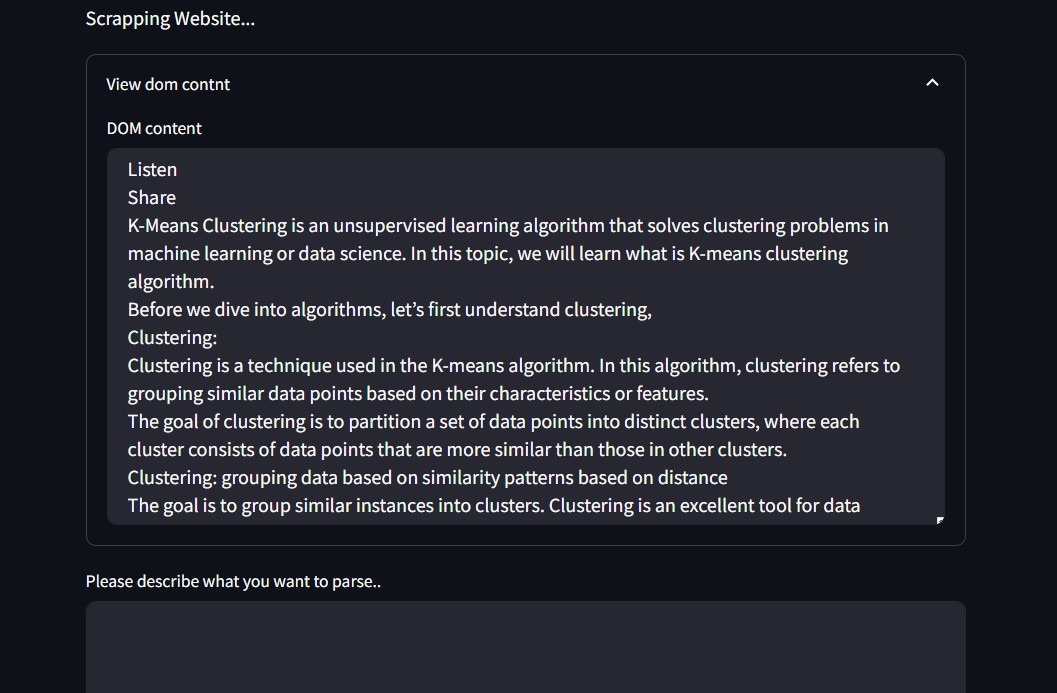 Scrapping Website...
View dom contnt
DOM content
Listen
Share
K-Means Clustering is an unsupervised learning algorithm that solves clustering problems in
machine learning or data science. In this topic, we will learn what is K-means clustering
algorithm.
Before we dive into algorithms, let’s first understand clustering,
Clustering:
Clustering is a technique used in the K-means algorithm. In this algorithm, clustering refers to
grouping similar data points based on their characteristics or features.
The goal of clustering is to partition a set of data points into distinct clusters, where each
cluster consists of data points that are more similar than those in other clusters.
Clustering: grouping data based on similarity patterns based on distance
The goal is to group similar instances into clusters. Clustering is an excellent tool for data
Please describe what you want to parse..